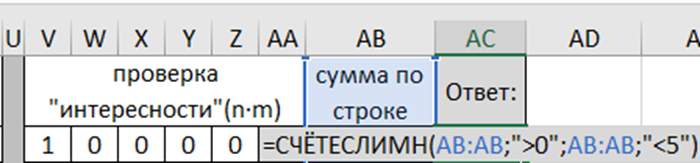 U V W X Y Z AA AB AC AD
проверка "интересности"(n·m) сумма по строке Ответ:
1 0 0 0 0 =СЧЁТЕСЛИМН(AB:AB;">0";AB:AB;"<5")